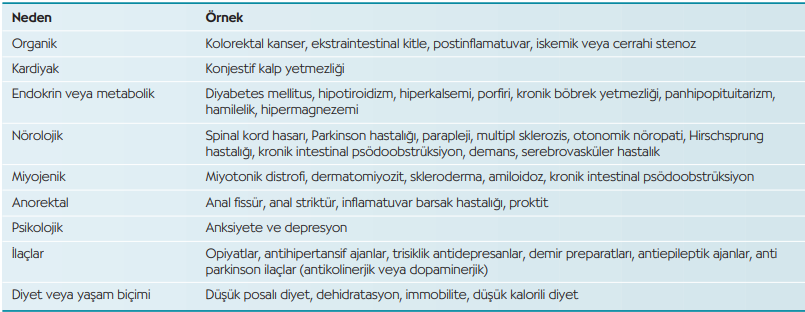 Neden Örnek
Organik Kolorektal kanser, ekstraintestinal kitle, postinflamatuvar, iskemik veya cerrahi stenoz
Kardiyak Konjestif kalp yetmezliği
Endokrin veya metabolik Diyabetes mellitus, hipotiroidizm, hiperkalsemi, porfiri, kronik böbrek yetmezliği, panhipopituitarizm,
hamilelik, hipermagnezemi
Nörolojik Spinal kord hasarı, Parkinson hastalığı, parapleji, multipl sklerozis, otonomik nöropati, Hirschsprung
hastalığı, kronik intestinal psödoobstrüksiyon, demans, serebrovasküler hastalık
Miyojenik Miyotonik distrofi, dermatomiyozit, skleroderma, amiloidoz, kronik intestinal psödoobstrüksiyon
Anorektal Anal fissür, anal striktür, inflamatuvar barsak hastalığı, proktit
Psikolojik Anksiyete ve depresyon
İlaçlar Opiyatlar, antihipertansif ajanlar, trisiklik antidepresanlar, demir preparatları, antiepileptik ajanlar, anti
parkinson ilaçlar (antikolinerjik veya dopaminerjik)
Diyet veya yaşam biçimi Düşük posalı diyet, dehidratasyon, immobilite, düşük kalorili diyet